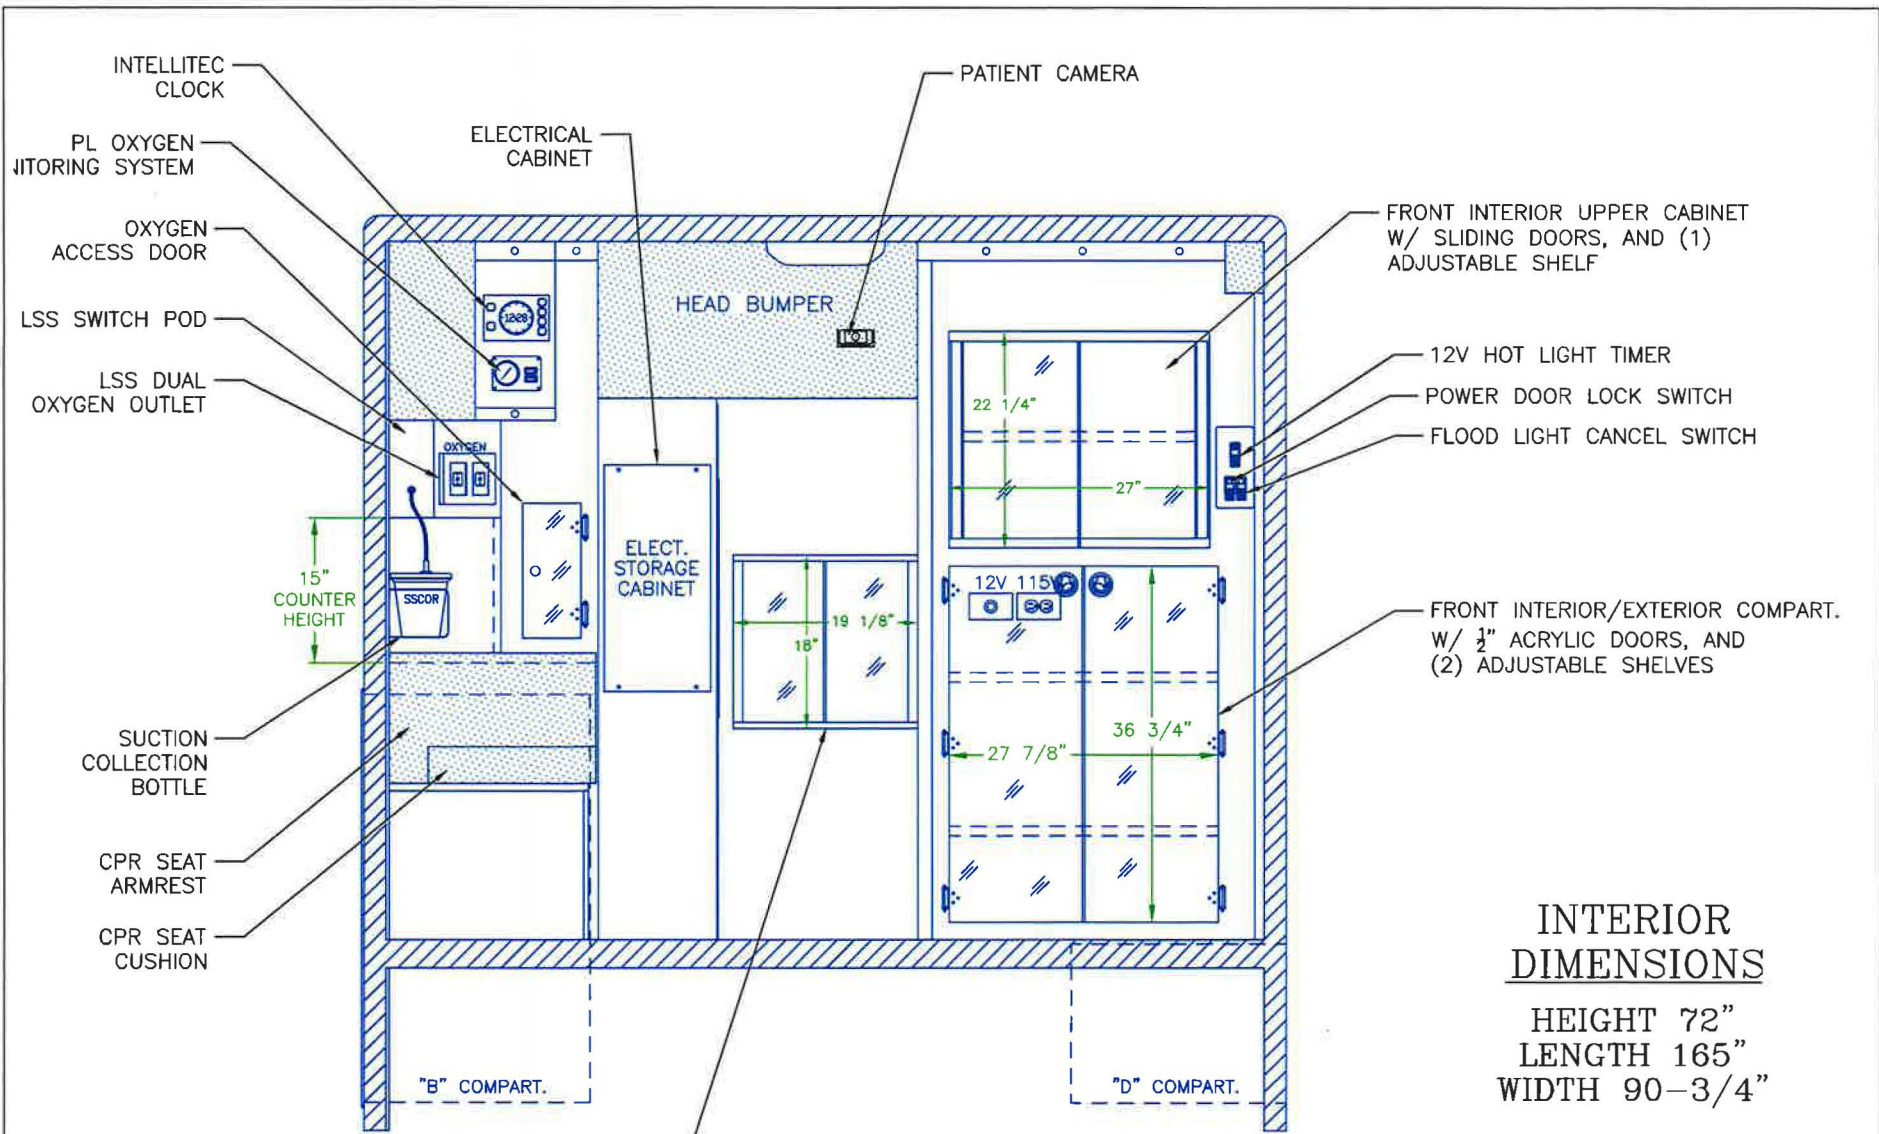 INTELLITEC
CLOCK
PATIENT CAMERA
PL OXYGEN
NITORING SYSTEM
ELECTRICAL
CABINET
OXYGEN
ACCESS DOOR
FRONT INTERIOR UPPER CABINET
W/ SLIDING DOORS, AND (1)
ADJUSTABLE SHELF
LSS SWITCH POD
LSS DUAL
OXYGEN OUTLET
12V HOT LIGHT TIMER
POWER DOOR LOCK SWITCH
FLOOD LIGHT CANCEL SWITCH
HEAD BUMPER
12:28
OXYGEN
22 1/4"
27"
15"
COUNTER
HEIGHT
SSCOR
ELECT.
STORAGE
CABINET
19 1/8"
18"
12V 115V
FRONT INTERIOR/EXTERIOR COMPART.
W/ ½" ACRYLIC DOORS, AND
(2) ADJUSTABLE SHELVES
36 3/4"
27 7/8"
SUCTION
COLLECTION
BOTTLE
CPR SEAT
ARMREST
CPR SEAT
CUSHION
"B" COMPART.
"D" COMPART.
INTERIOR
DIMENSIONS
HEIGHT 72"
LENGTH 165"
WIDTH 90-3/4"